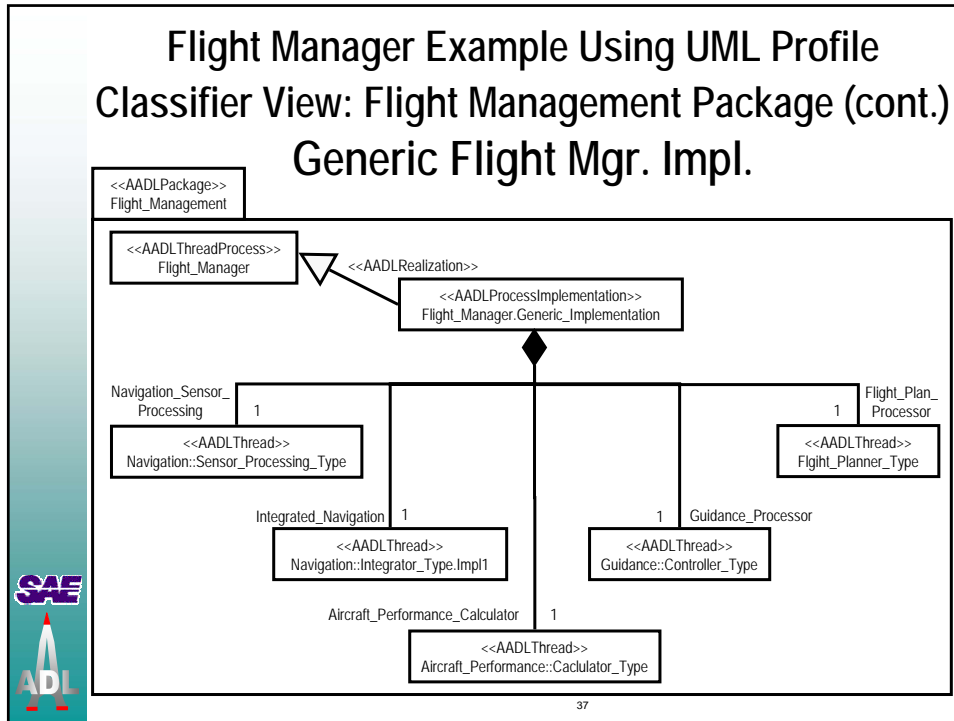 Flight Manager Example Using UML Profile
Classifier View: Flight Management Package (cont.)
Generic Flight Mgr. Impl.
<<AADLPackage>>
Flight_Management
<<AADLThreadProcess>>
Flight_Manager
<<AADLRealization>>
<<AADLProcessImplementation>>
Flight_Manager.Generic_Implementation
Navigation_Sensor_
Processing
1
<<AADLThread>>
Navigation::Sensor_Processing_Type
Flight_Plan_
Processor
1
<<AADLThread>>
Flgiht_Planner_Type
Integrated_Navigation
1
<<AADLThread>>
Navigation::Integrator_Type.Impl1
1
Guidance_Processor
<<AADLThread>>
Guidance::Controller_Type
Aircraft_Performance_Calculator
1
<<AADLThread>>
Aircraft_Performance::Caclulator_Type
SAE
ADL
37